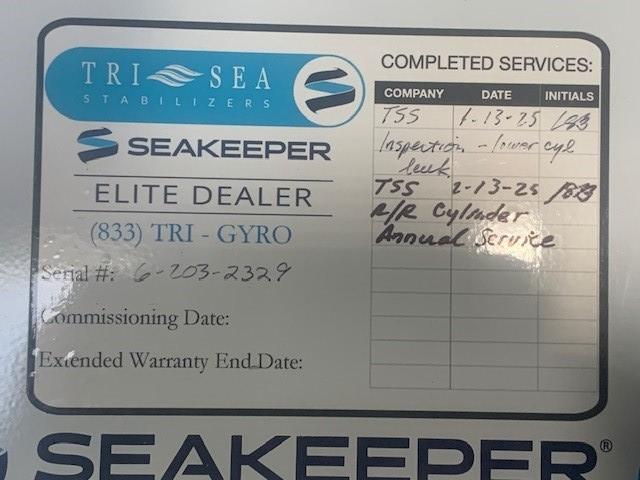 TRI SEA
STABILIZERS
SEAKEEPER
ELITE DEALER
(833) TRI - GYRO
Serial #: 6-203-2329
Commissioning Date:
Extended Warranty End Date:
COMPLETED SERVICES:
COMPANY DATE INITIALS
TSS 1-13-25
Inspection - lower cyl
leak
TSS 2-13-25
R/R Cylinder
Annual Service
SEAKEEPER®